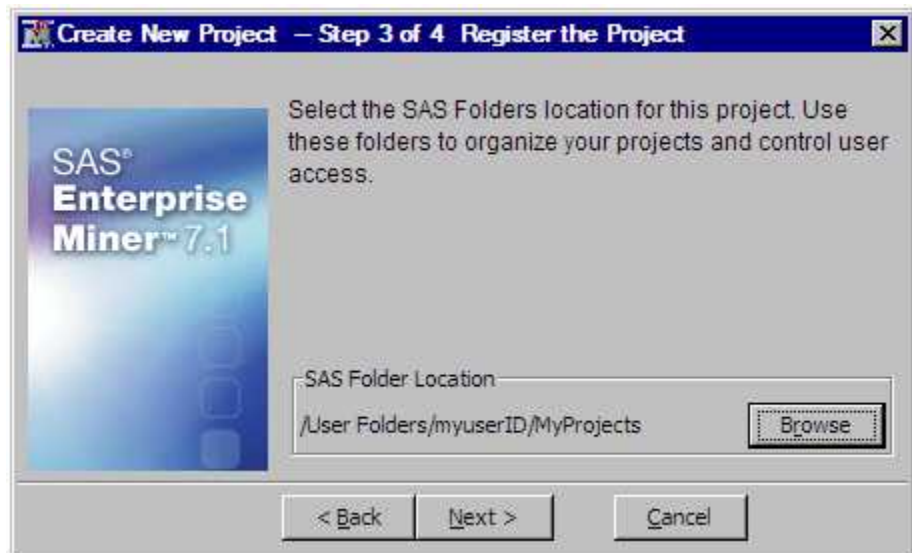 Create New Project – Step 3 of 4 Register the Project
SAS®
Enterprise
Miner™ 7.1
Select the SAS Folders location for this project. Use
these folders to organize your projects and control user
access.
SAS Folder Location
/User Folders/myuserID/MyProjects
Browse
< Back
Next >
Cancel